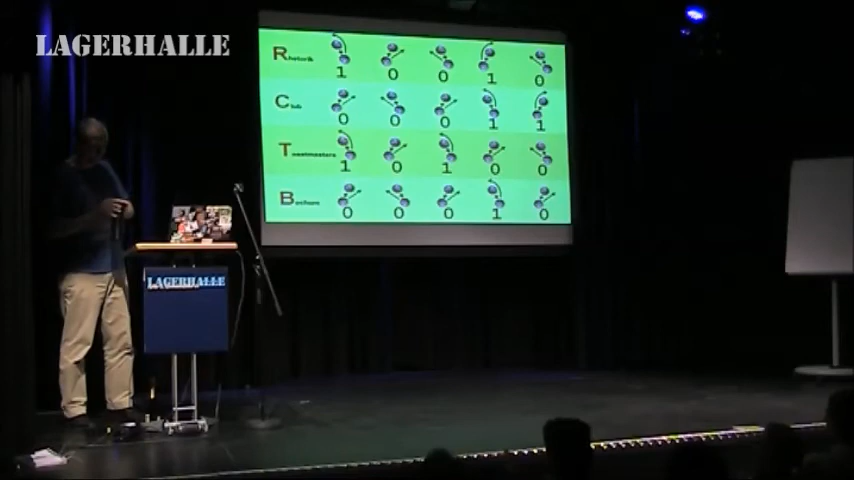 LAGERHALLE
Rhetorik
1 0 0 1 0
Club
0 0 0 1 1
Toastmasters
1 0 1 0 0
0 0 0 1 0
LAGERHALLE